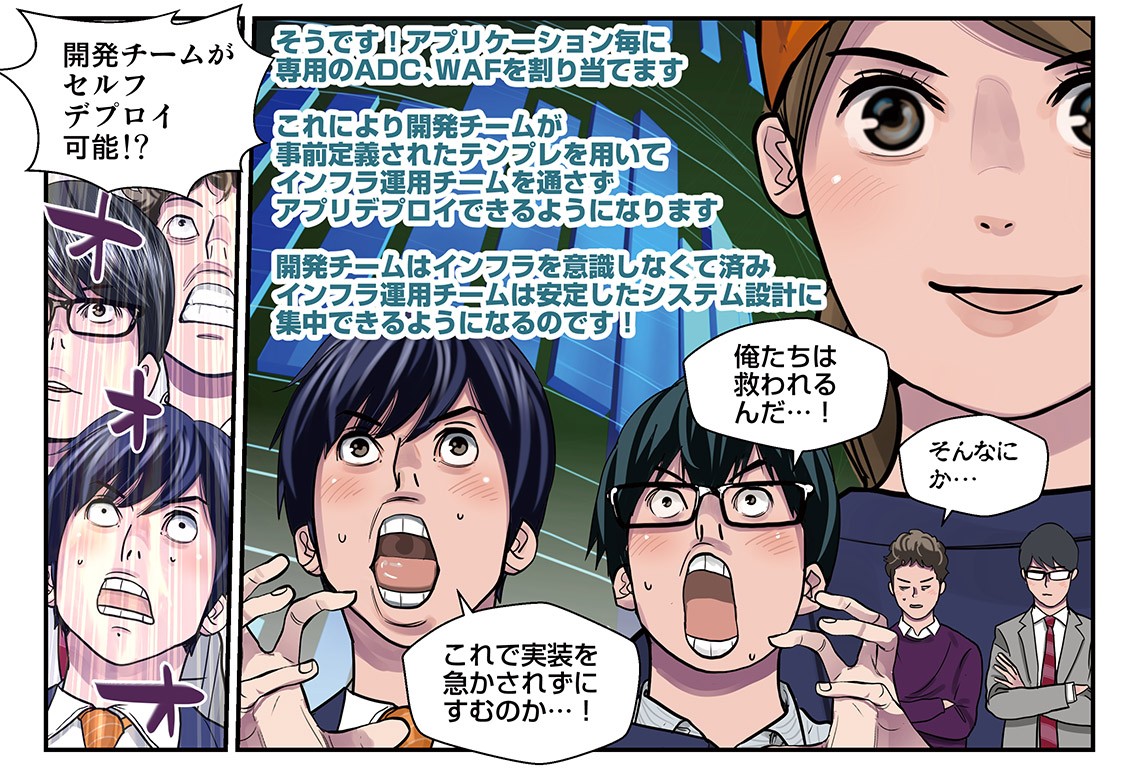 開発チームが
セルフ
デプロイ
可能!?
オ
オ
オ
そうです！アプリケーション毎に
専用のADC、WAFを割り当てます
これにより開発チームが
事前定義されたテンプレを用いて
インフラ運用チームを通さず
アプリデプロイできるようになります
開発チームはインフラを意識しなくて済み
インフラ運用チームは安定したシステム設計に
集中できるようになるのです！
俺たちは
救われる
んだ…！
そんなに
か…
これで実装を
急かされずに
すむのか…！